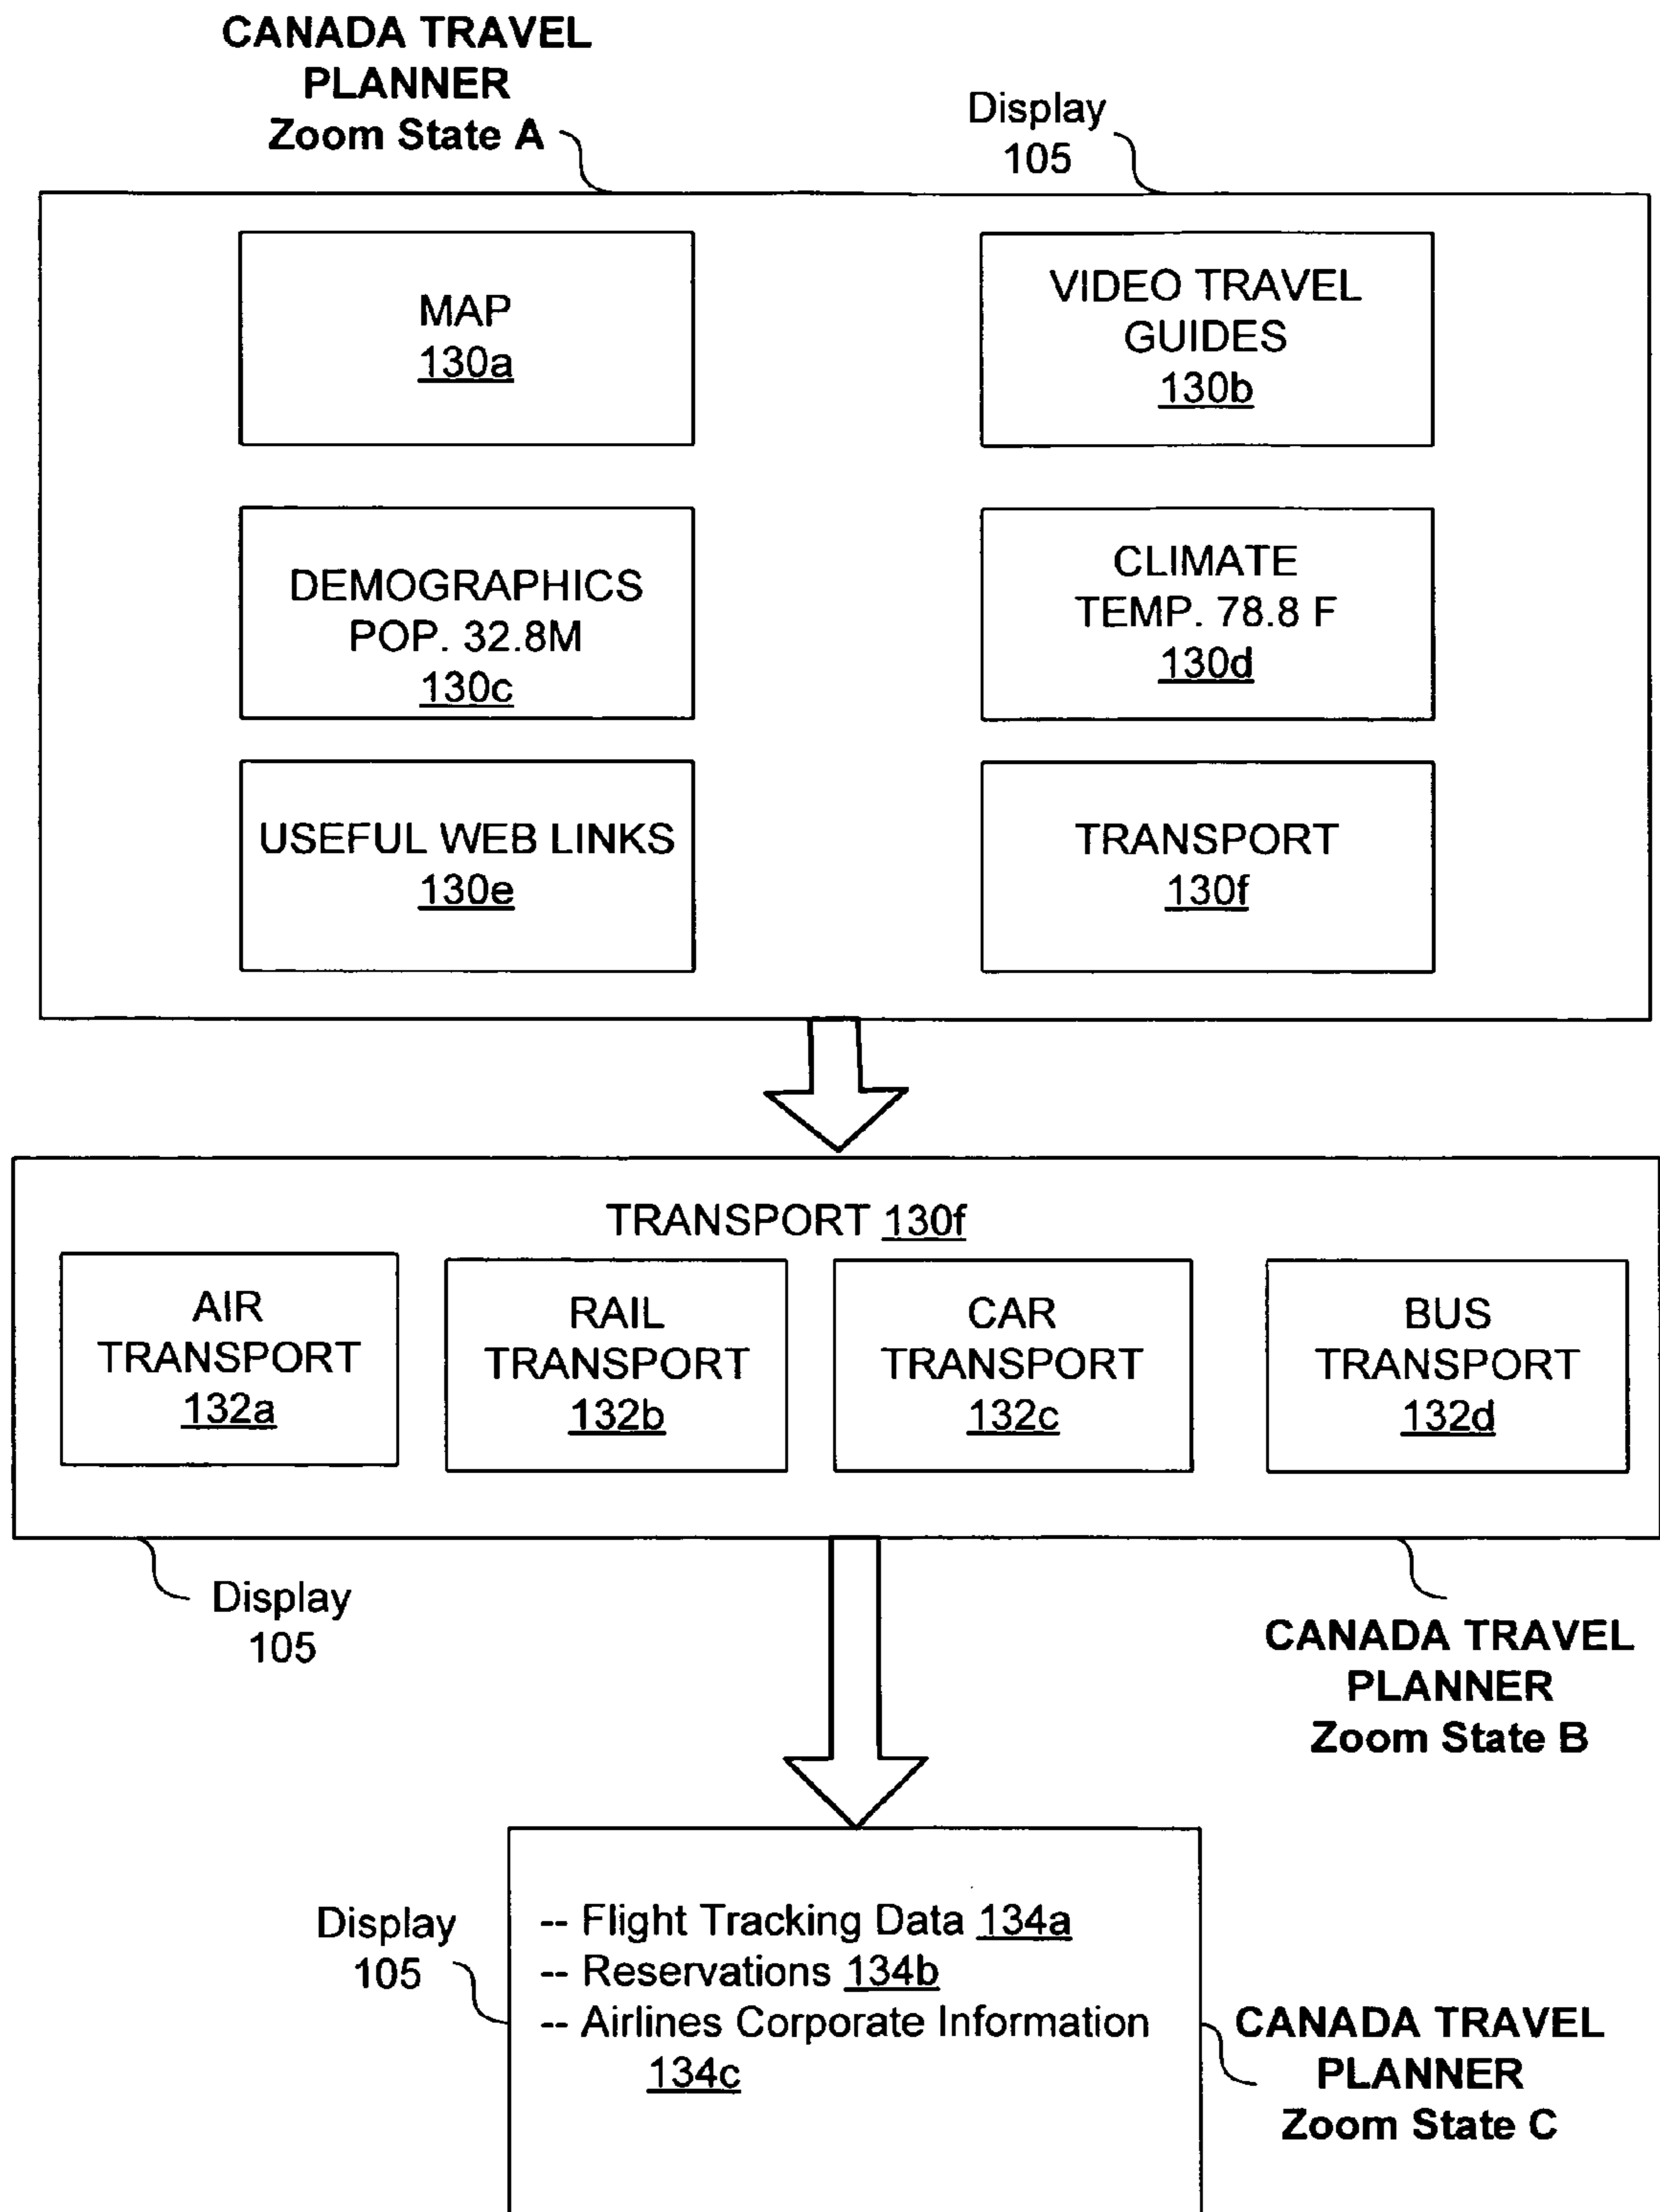 CANADA TRAVEL
PLANNER
Zoom State A
Display
105
MAP
130a
VIDEO TRAVEL
GUIDES
130b
DEMOGRAPHICS
POP. 32.8M
130c
CLIMATE
TEMP. 78.8 F
130d
USEFUL WEB LINKS
130e
TRANSPORT
130f
TRANSPORT 130f
AIR
TRANSPORT
132a
RAIL
TRANSPORT
132b
CAR
TRANSPORT
132c
BUS
TRANSPORT
132d
Display
105
CANADA TRAVEL
PLANNER
Zoom State B
Display
105
-- Flight Tracking Data 134a
-- Reservations 134b
-- Airlines Corporate Information
134c
CANADA TRAVEL
PLANNER
Zoom State C